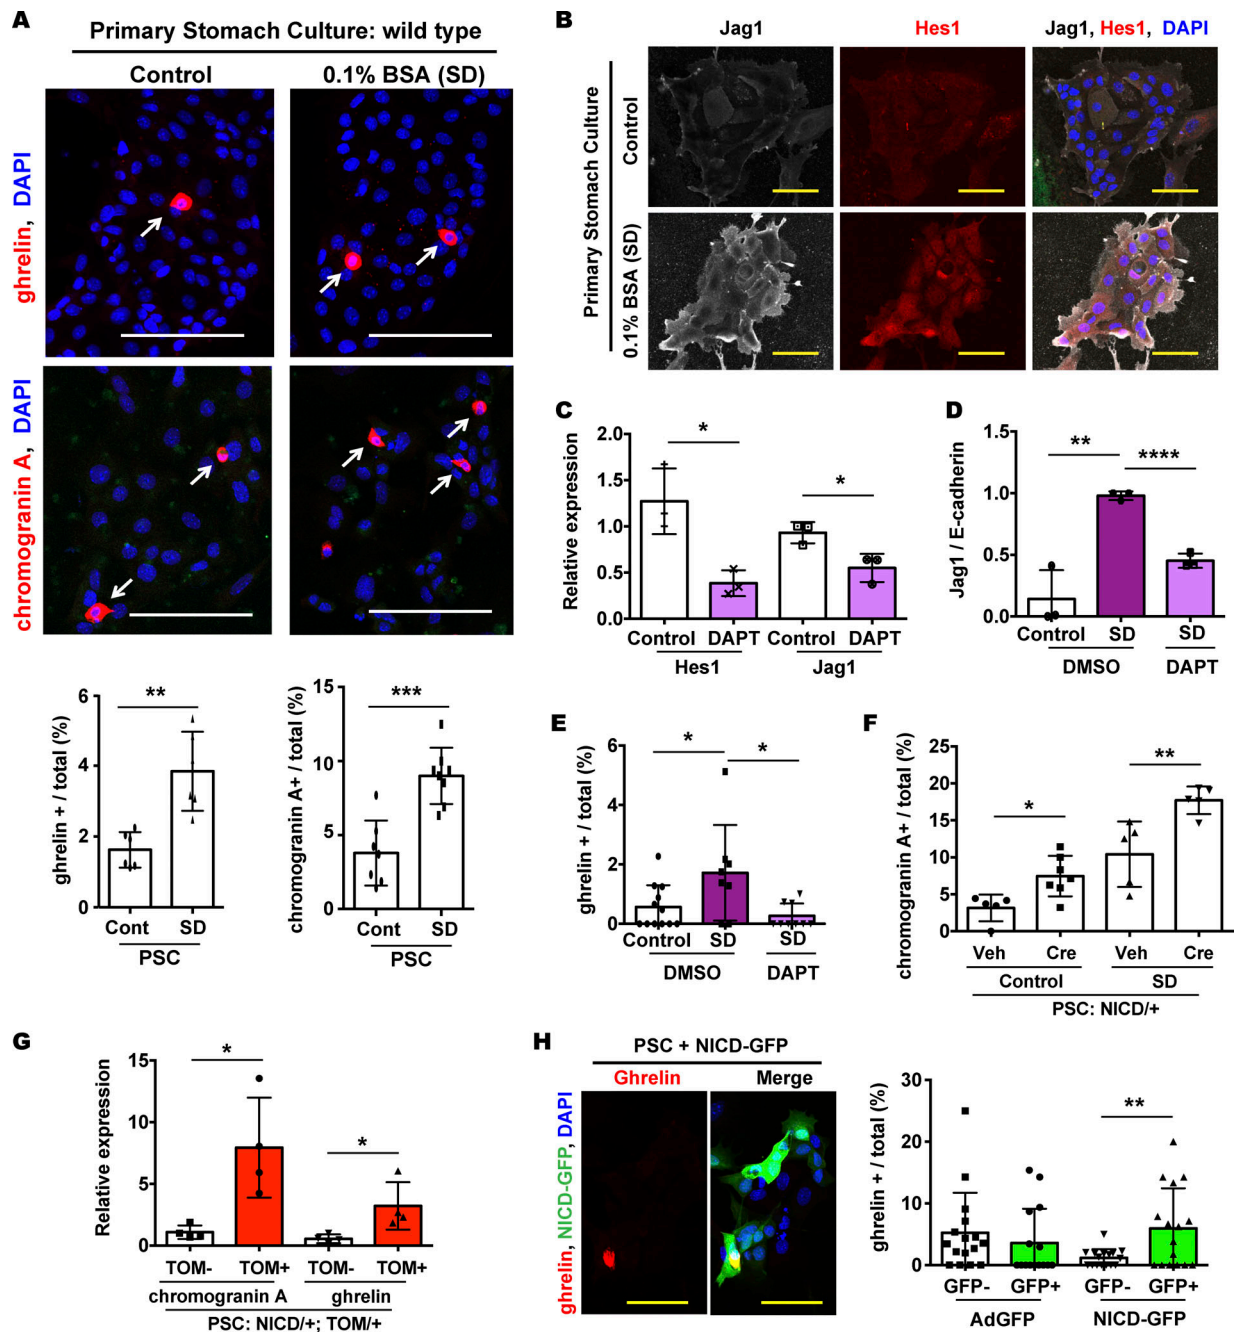 A
Primary Stomach Culture: wild type
Control
0.1% BSA (SD)
ghrelin, DAPI
chromogranin A, DAPI
ghrelin + / total (%)
6
4
2
0
**
Cont
SD
PSC
chromogranin A+ / total (%)
15
10
5
0
***
Cont
SD
PSC
B
Jag1
Hes1
Jag1, Hes1, DAPI
Primary Stomach Culture
Control
0.1% BSA (SD)
C
Relative expression
2.0
1.5
1.0
0.5
0.0
*
*
Control
DAPT
Control
DAPT
Hes1
Jag1
D
Jag1 / E-cadherin
1.5
1.0
0.5
0.0
**
****
Control
SD
SD
DMSO
DAPT
E
ghrelin + / total (%)
6
4
2
0
*
*
Control
SD
SD
DMSO
DAPT
F
chromogranin A+ / total (%)
25
20
15
10
5
0
*
**
Veh
Cre
Veh
Cre
Control
SD
PSC: NICD/+
G
Relative expression
15
10
5
0
*
*
TOM-
TOM+
TOM-
TOM+
chromogranin A
ghrelin
PSC: NICD/+; TOM/+
H
PSC + NICD-GFP
Ghrelin
Merge
ghrelin, NICD-GFP, DAPI
ghrelin + / total (%)
30
20
10
0
**
GFP-
GFP+
GFP-
GFP+
AdGFP
NICD-GFP